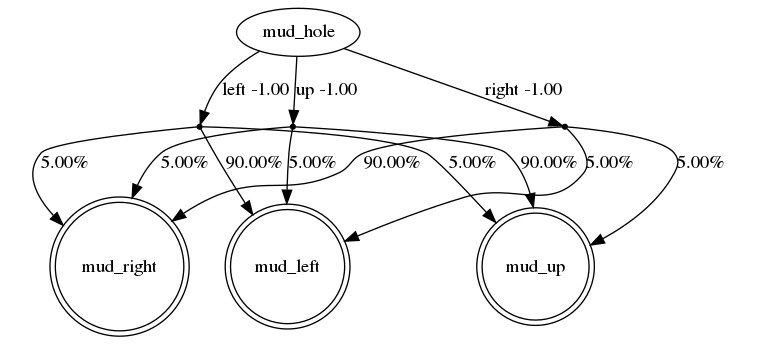 mud_hole
left -1.00
up -1.00
right -1.00
5.00%
5.00%
90.00%
5.00%
90.00%
5.00%
90.00%
5.00%
5.00%
mud_right
mud_left
mud_up